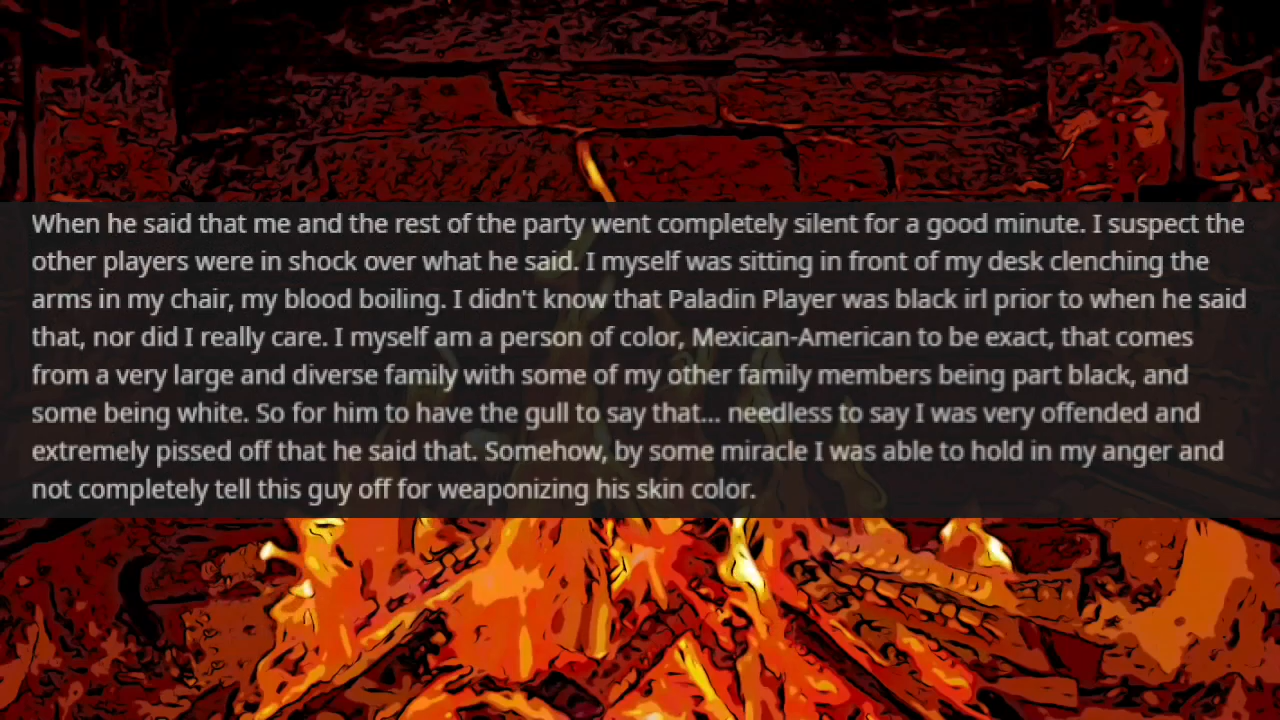 When he said that me and the rest of the party went completely silent for a good minute. I suspect the
other players were in shock over what he said. I myself was sitting in front of my desk clenching the
arms in my chair, my blood boiling. I didn't know that Paladin Player was black irl prior to when he said
that, nor did I really care. I myself am a person of color, Mexican-American to be exact, that comes
from a very large and diverse family with some of my other family members being part black, and
some being white. So for him to have the gull to say that... needless to say I was very offended and
extremely pissed off that he said that. Somehow, by some miracle I was able to hold in my anger and
not completely tell this guy off for weaponizing his skin color.